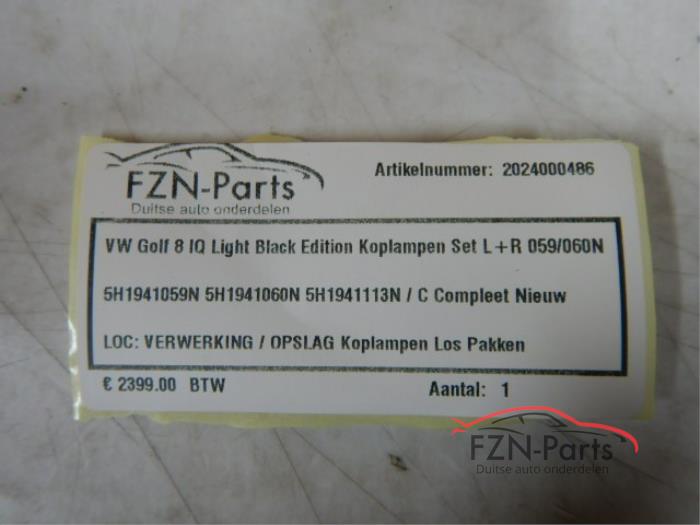 FZN-Parts
Duitse auto onderdelen
Artikelnummer: 2024000486
VW Golf 8 IQ Light Black Edition Koplampen Set L+R 059/060N
5H1941059N 5H1941060N 5H1941113N / C Compleet Nieuw
LOC: VERWERKING / OPSLAG Koplampen Los Pakken
€ 2399.00 BTW
Aantal: 1
FZN-Parts
Duitse auto onderdelen